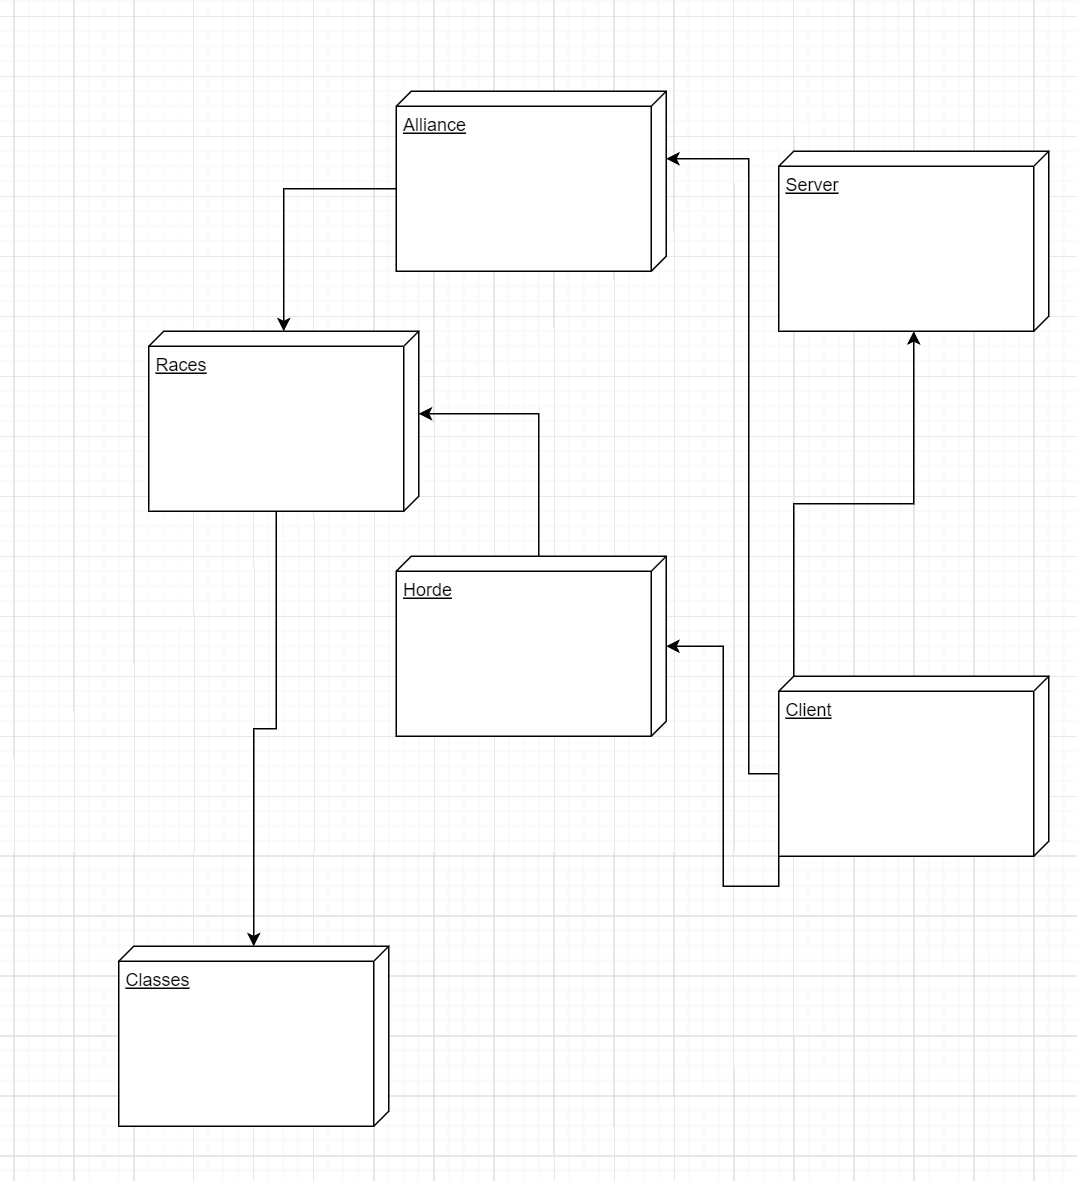 Alliance
Server
Races
Horde
Client
Classes